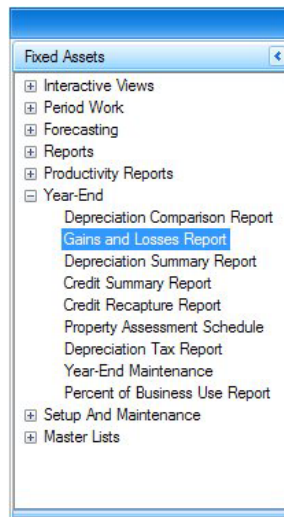 Fixed Assets
Interactive Views
Period Work
Forecasting
Reports
Productivity Reports
Year-End
Depreciation Comparison Report
Gains and Losses Report
Depreciation Summary Report
Credit Summary Report
Credit Recapture Report
Property Assessment Schedule
Depreciation Tax Report
Year-End Maintenance
Percent of Business Use Report
Setup And Maintenance
Master Lists